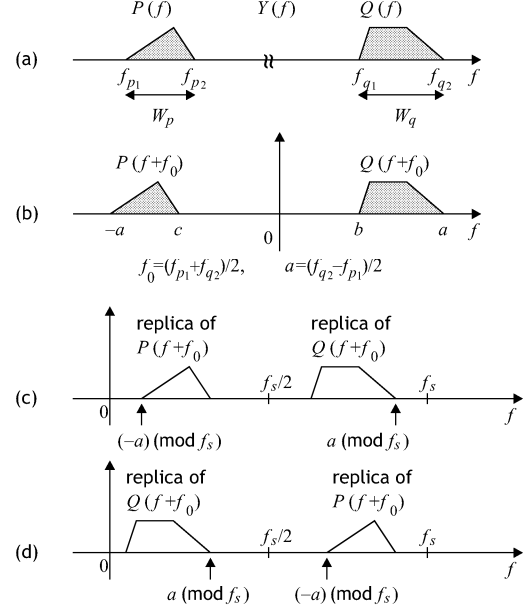 P (f) Y (f) Q (f)
(a)
f_{p_1} f_{p_2} f_{q_1} f_{q_2} f
W_p W_q
P (f+f_0) Q (f+f_0)
(b)
−a c 0 b a f
f_0=(f_{p_1}+f_{q_2})/2, a=(f_{q_2}−f_{p_1})/2
replica of replica of
P (f+f_0) Q (f+f_0)
f_s/2 f_s
(c)
0 f
(−a) (mod f_s) a (mod f_s)
replica of replica of
Q (f+f_0) P (f+f_0)
f_s/2 f_s
(d)
0 f
a (mod f_s) (−a) (mod f_s)